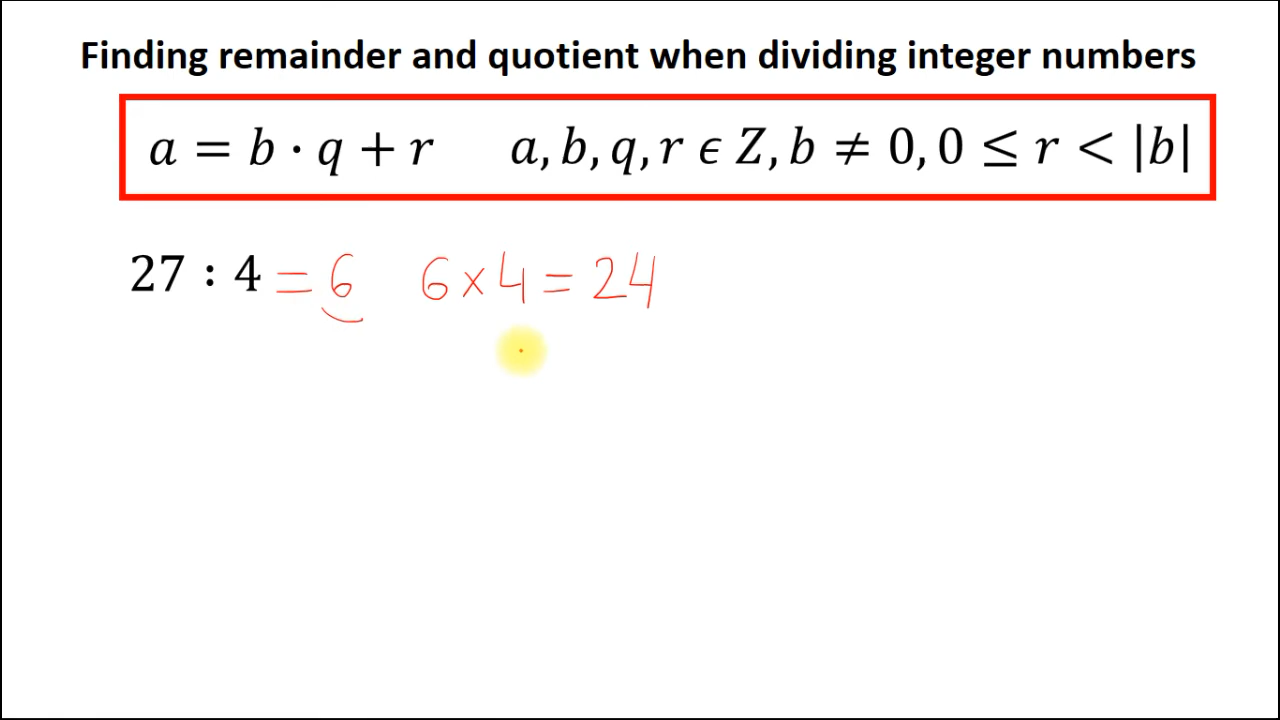 Finding remainder and quotient when dividing integer numbers
a = b · q + r a, b, q, r ϵ Z, b ≠ 0, 0 ≤ r < |b|
27 : 4 = 6 6 × 4 = 24